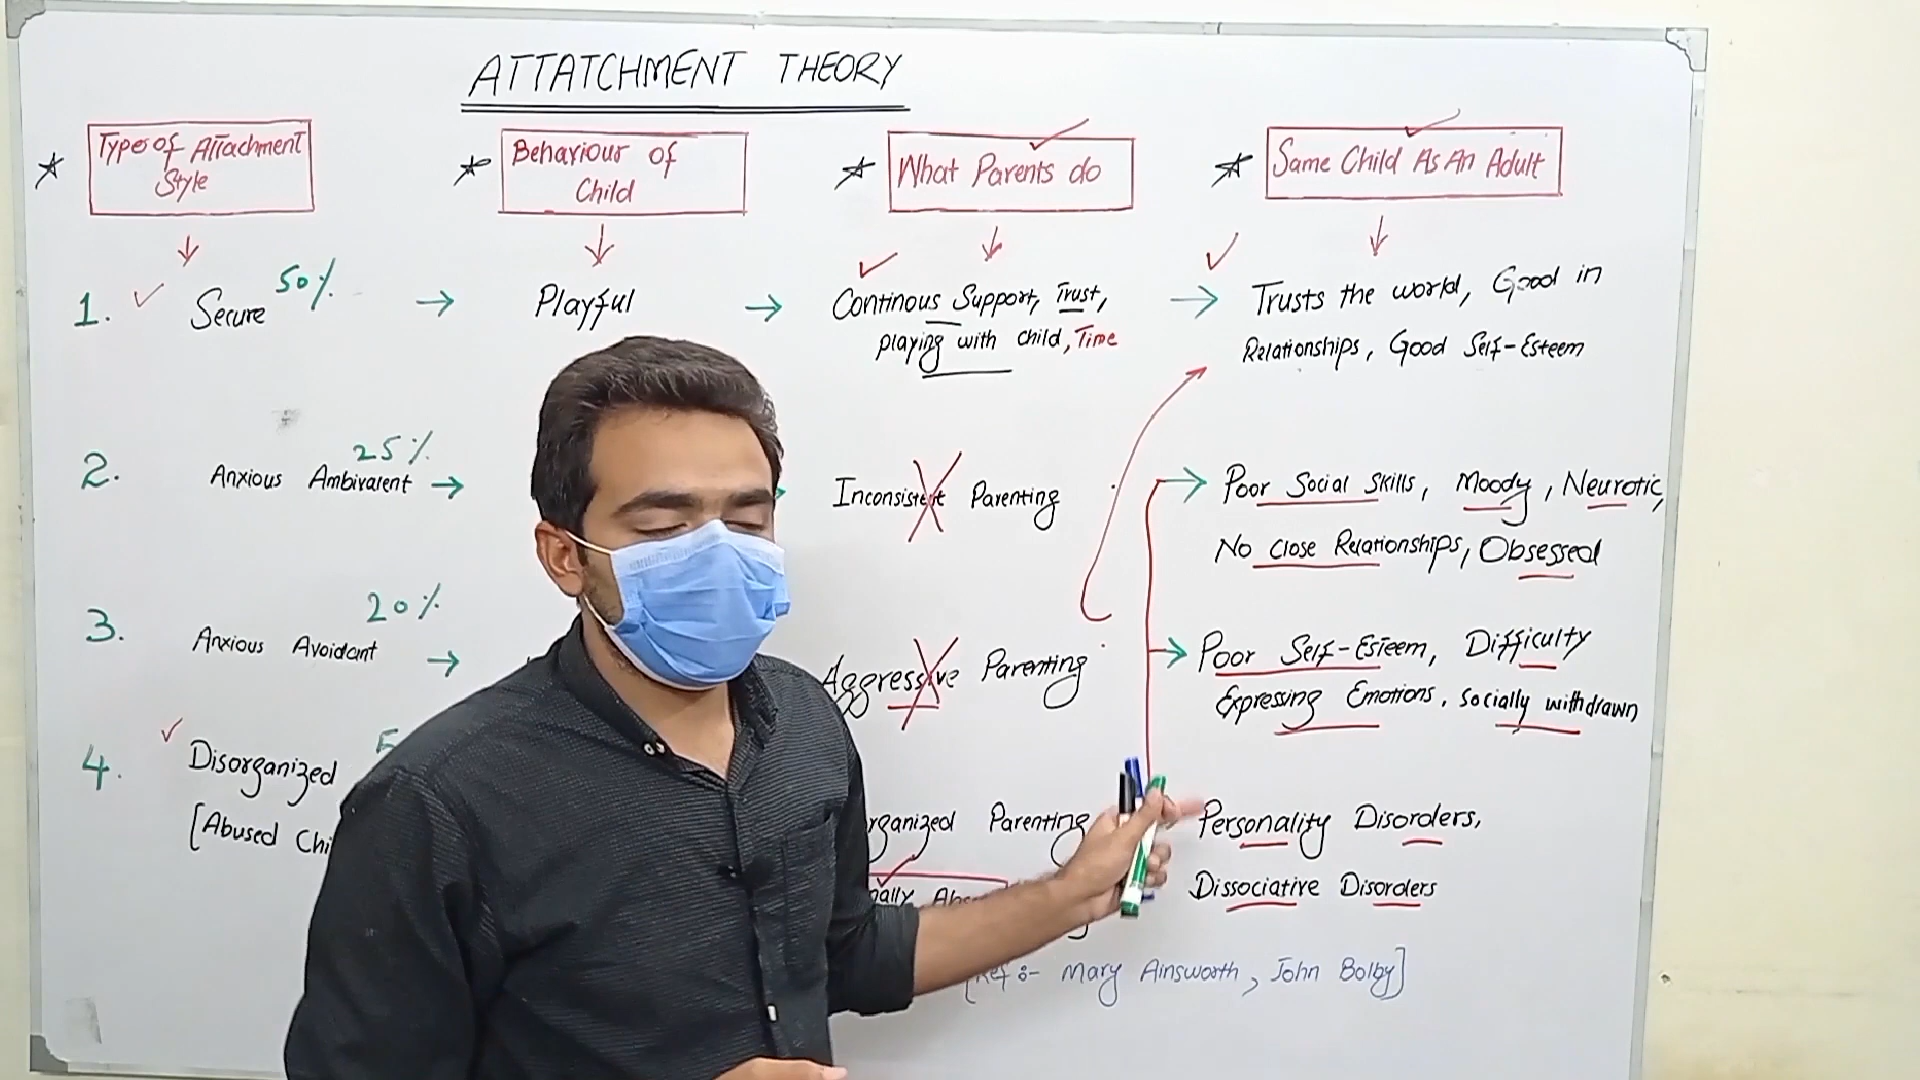 ATTATCHMENT THEORY
Types of Attachment
Style
Behaviour of
Child
What Parents do
Same Child As An Adult
1. Secure 50% → Playful → Continous Support, Trust, → Trusts the world, Good in
playing with child, Time
Relationships, Good Self-Esteem
2. Anxious Ambivalent 25% → Inconsistent Parenting → Poor Social Skills, Moody, Neurotic,
No close Relationships, Obsessed
3. Anxious Avoidant 20% → Aggressive Parenting → Poor Self-Esteem, Difficulty
Expressing Emotions, Socially withdrawn
4. Disorganized
Parenting
Personality Disorders,
[Abused
Dissociative Disorders
Mary Ainsworth, John Bolby]